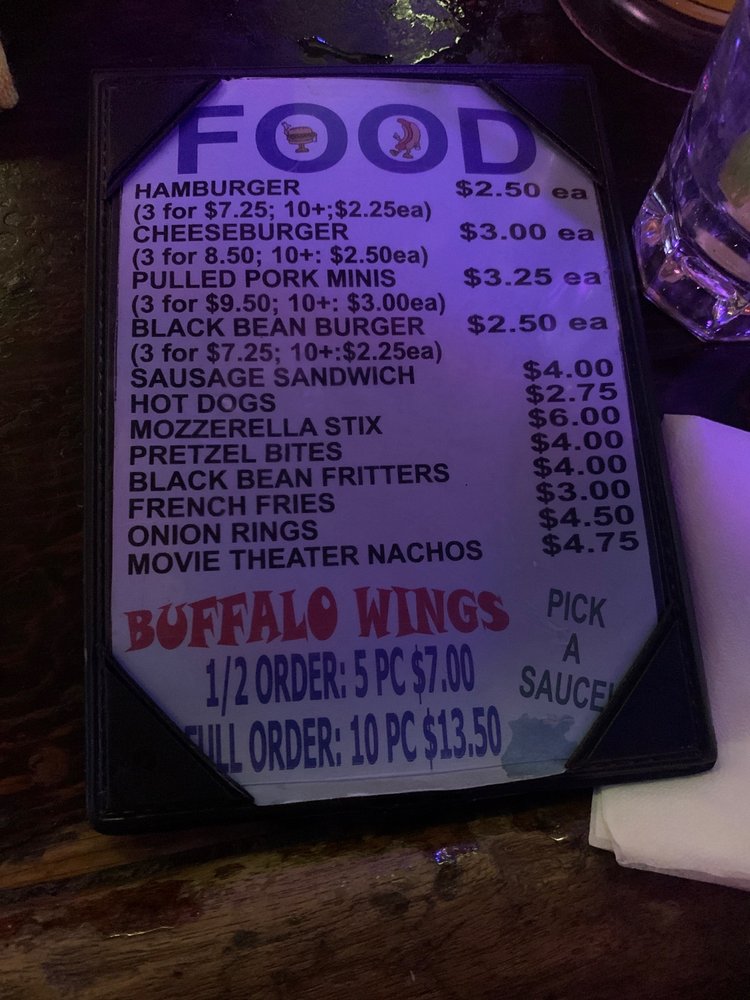 FOOD
HAMBURGER $2.50 ea
(3 for $7.25; 10+;$2.25ea)
CHEESEBURGER $3.00 ea
(3 for 8.50; 10+: $2.50ea)
PULLED PORK MINIS $3.25 ea
(3 for $9.50; 10+: $3.00ea)
BLACK BEAN BURGER $2.50 ea
(3 for $7.25; 10+:$2.25ea)
SAUSAGE SANDWICH $4.00
HOT DOGS $2.75
MOZZERELLA STIX $6.00
PRETZEL BITES $4.00
BLACK BEAN FRITTERS $4.00
FRENCH FRIES $3.00
ONION RINGS $4.50
MOVIE THEATER NACHOS $4.75
BUFFALO WINGS
1/2 ORDER: 5 PC $7.00
FULL ORDER: 10 PC $13.50
PICK
A
SAUCE!